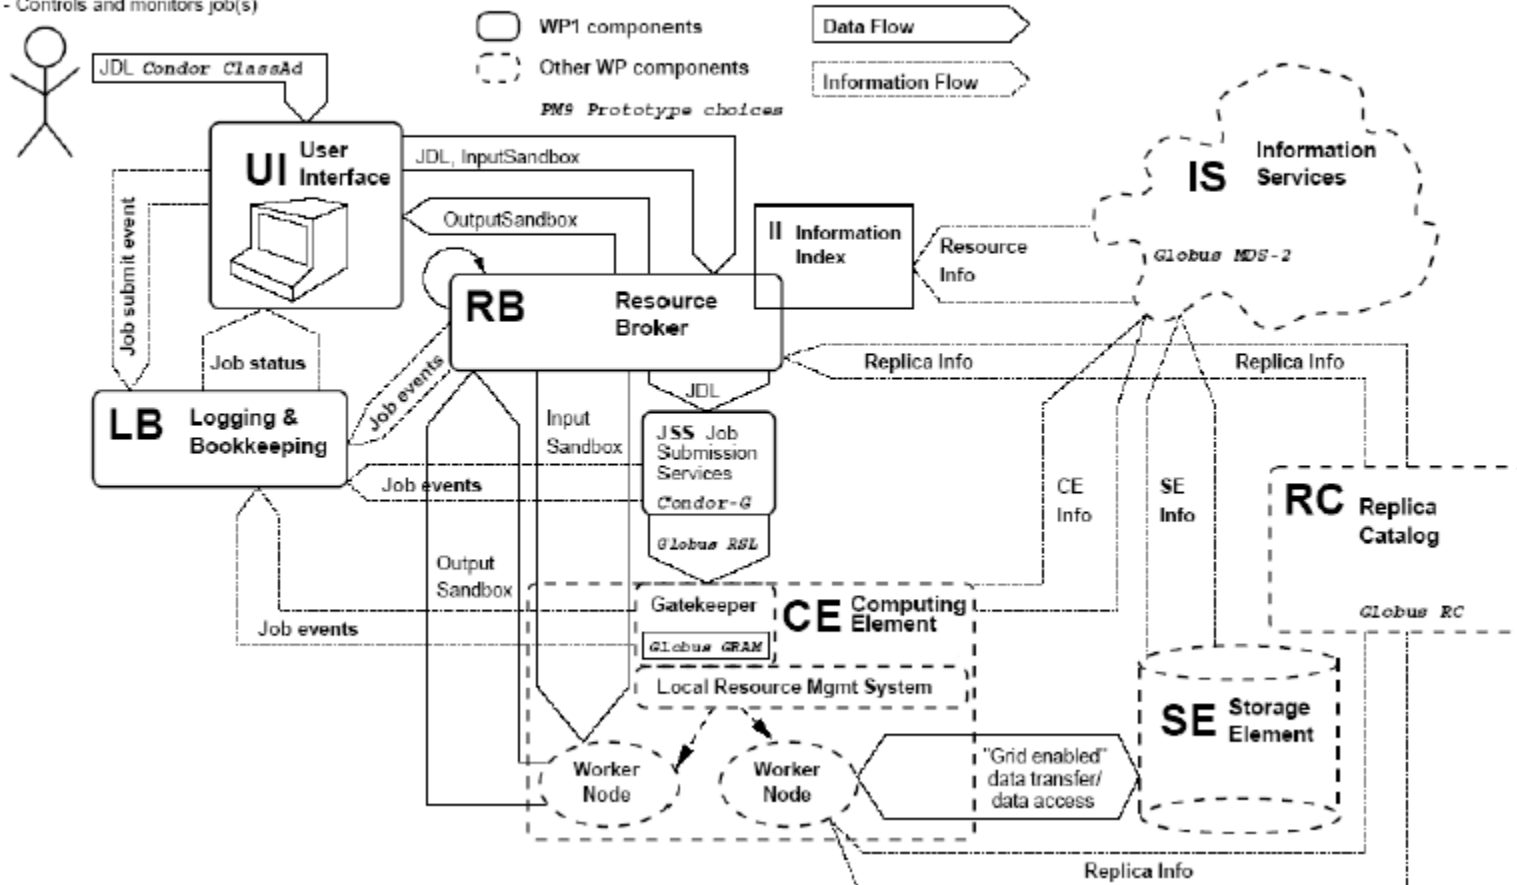 - Controls and monitors job(s)
WP1 components
Data Flow
JDL Condor ClassAd
Other WP components
Information Flow
PM9 Prototype choices
UI User
Interface
JDL, InputSandbox
IS Information
Services
OutputSandbox
II Information
Index
Resource
Info
Globus MDS-2
Job submit event
RB Resource
Broker
Job status
Job events
Replica Info
Replica Info
JDL
LB Logging &
Bookkeeping
Input
Sandbox
JSS Job
Submission
Services
Condor-G
Job events
CE
Info
SE
Info
RC Replica
Catalog
Globus RC
Globus RSL
Output
Sandbox
Gatekeeper
Globus GRAM
CE Computing
Element
Job events
Local Resource Mgmt System
SE Storage
Element
Worker
Node
Worker
Node
"Grid enabled"
data transfer/
data access
Replica Info